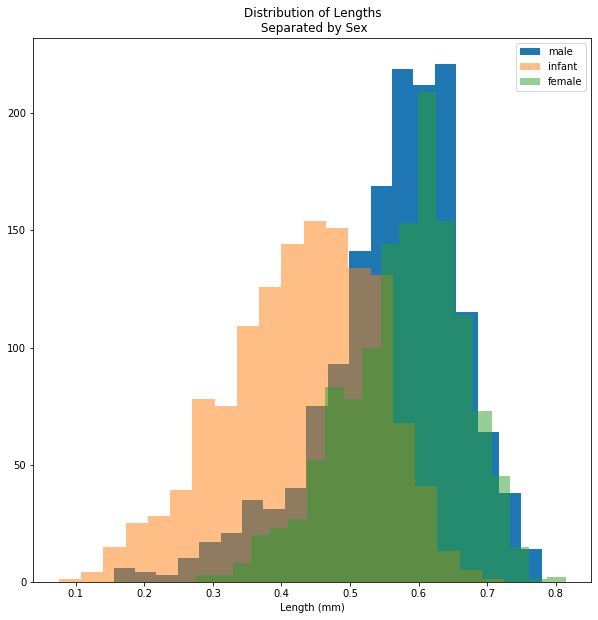 Distribution of Lengths
Separated by Sex
male
infant
female
200
150
100
50
0
0.1 0.2 0.3 0.4 0.5 0.6 0.7 0.8
Length (mm)